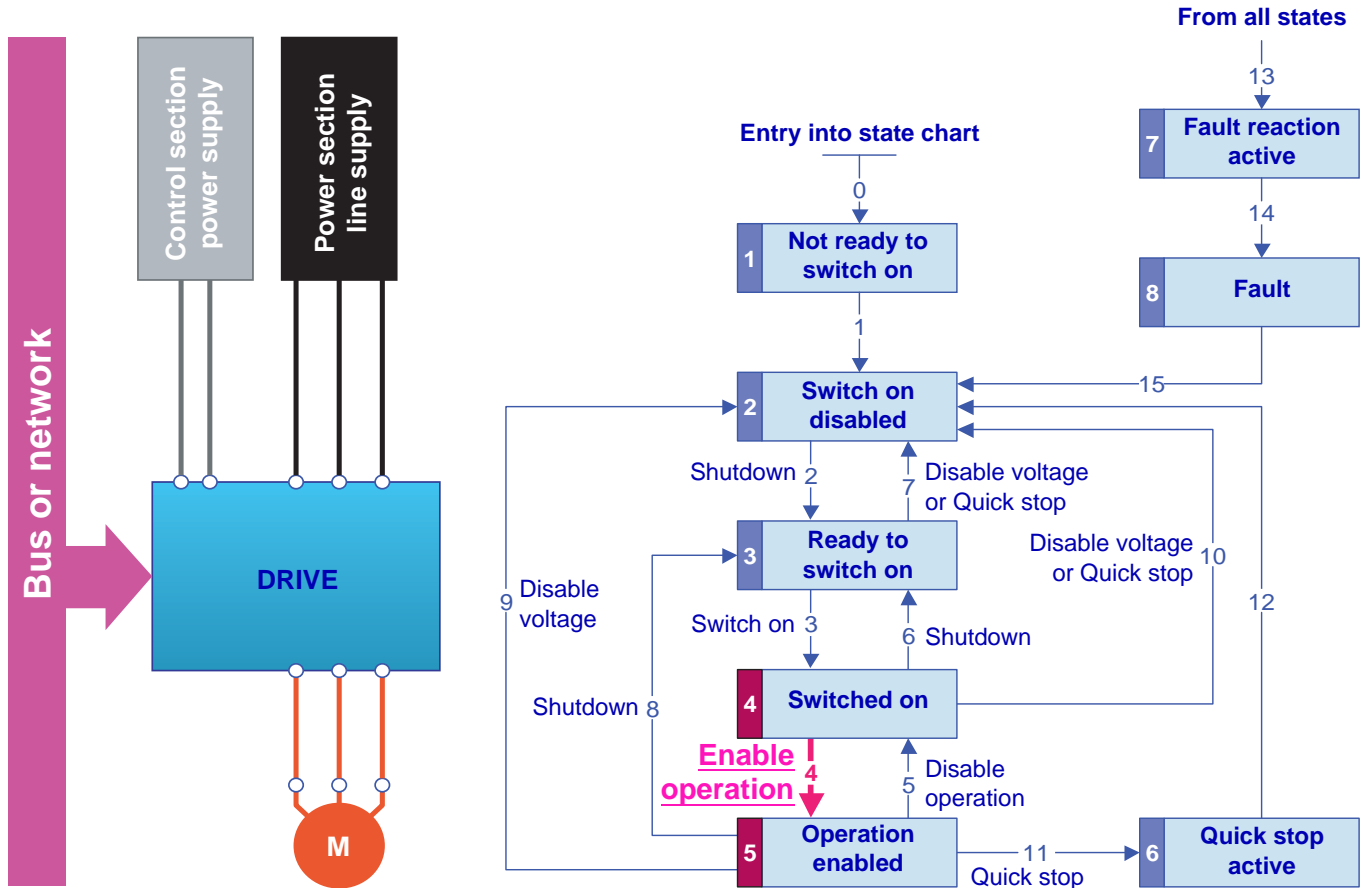 Bus or network
Control section
power supply
Power section
line supply
DRIVE
M
From all states
13
7
Fault reaction
active
14
8
Fault
15
Entry into state chart
0
1
Not ready to
switch on
1
2
Switch on
disabled
Shutdown 2
7
Disable voltage
or Quick stop
3
Ready to
switch on
Disable voltage
or Quick stop
10
12
9
Disable
voltage
Switch on 3
6
Shutdown
Shutdown 8
4
Switched on
Enable
operation
4
5
Disable
operation
5
Operation
enabled
11
Quick stop
6
Quick stop
active